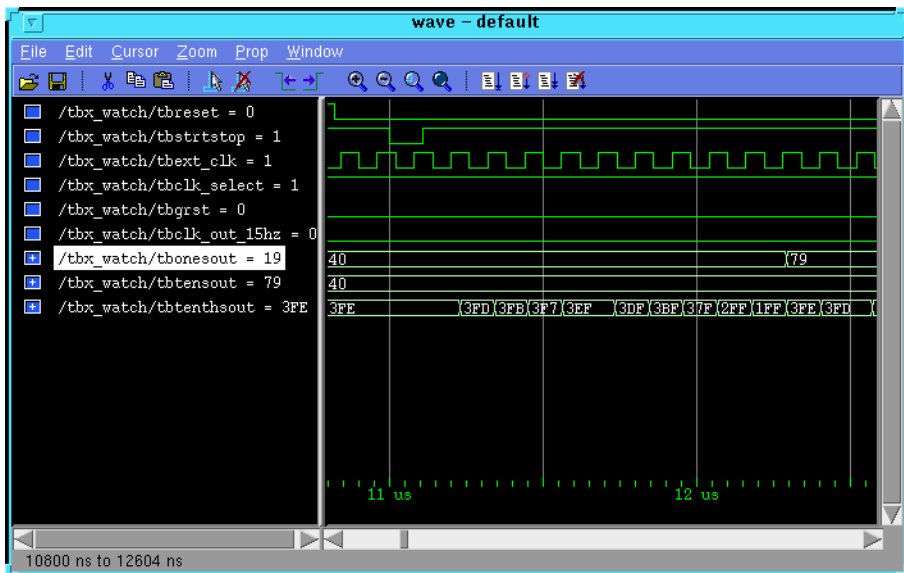 wave – default
File Edit Cursor Zoom Prop Window
/tbx_watch/tbreset = 0
/tbx_watch/tbstrtstop = 1
/tbx_watch/tbext_clk = 1
/tbx_watch/tbclk_select = 1
/tbx_watch/tbgrst = 0
/tbx_watch/tbclk_out_15hz = 0
/tbx_watch/tbonesout = 19 40 79
/tbx_watch/tbtensout = 79 40
/tbx_watch/tbtenthsout = 3FE 3FE 3FD 3FB 3F7 3EF 3DF 3BF 37F 2FF 1FF 3FE 3FD
11 us 12 us
10800 ns to 12604 ns